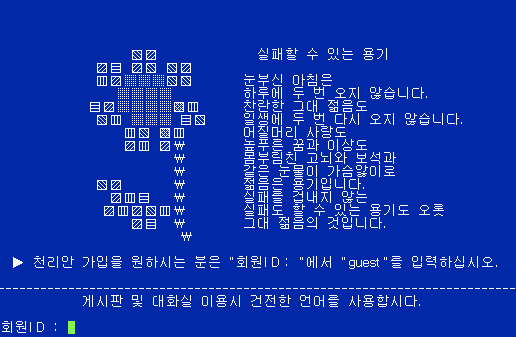 실패할 수 있는 용기
눈부신 아침은
하루에 두 번 오지 않습니다.
찬란한 그대 젊음도
일생에 두 번 다시 오지 않습니다.
어질머리 사랑도
높푸른 꿈과 이상도
몸부림친 고뇌와 보석과
같은 눈물이 가슴앓이로
젊음은 용기입니다.
실패를 겁내지 않는
실패도 할 수 있는 용기도 오롯
그대 젊음의 것입니다.
▶ 천리안 가입을 원하시는 분은 "회원ID : "에서 "guest"를 입력하십시오.
게시판 및 대화실 이용시 건전한 언어를 사용합시다.
회원ID :